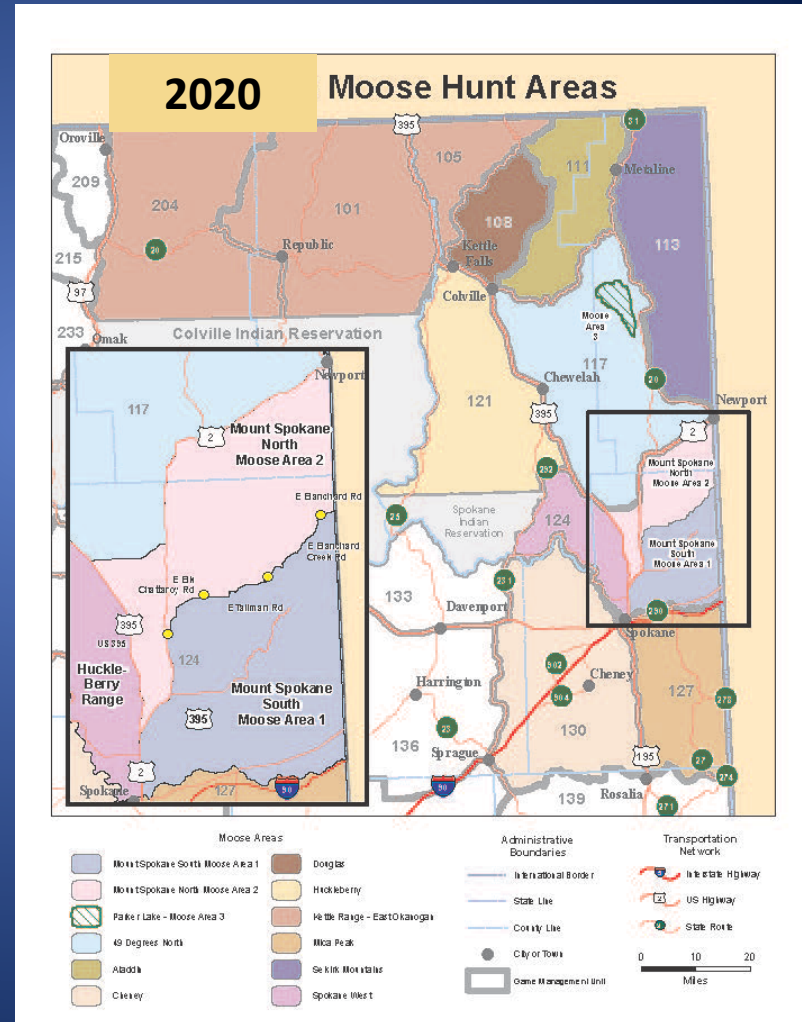 2020
Moose Hunt Areas
Oroville
209
204
20
215
97
233
Omak
101
Republic
395
105
108
Kettle
Falls
Colville
111
31
Metaline
113
Moose
Area
3
117
20
Colville Indian Reservation
121
Chewelah
395
292
Newport
2
Mount Spokane
North
Moose Area 2
Mount Spokane
South
Moose Area 1
25
Spokane
Indian
Reservation
124
231
290
Spokane
133
Davenport
Harrington
902
Cheney
904
127
278
23
136
Sprague
130
90
195
27
274
139
Rosalia
271
Newport
117
2
Mount Spokane
North
Moose Area 2
E Blanchard Rd
E Blanchard
Creek Rd
E Elk
Chattaroy Rd
E Tallman Rd
395
US 395
124
Huckle-
Berry
Range
Mount Spokane
South
Moose Area 1
395
2
Spokane
127
90
Moose Areas
Mount Spokane South Moose Area 1
Mount Spokane North Moose Area 2
Parker Lake - Moose Area 3
49 Degrees North
Aladdin
Cheney
Douglas
Huckleberry
Kettle Range - East Okanogan
Mica Peak
Selkirk Mountains
Spokane West
Administrative
Boundaries
International Border
State Line
County Line
City or Town
Game Management Unit
Transportation
Network
Interstate Highway
2
US Highway
State Route
0 10 20
Miles